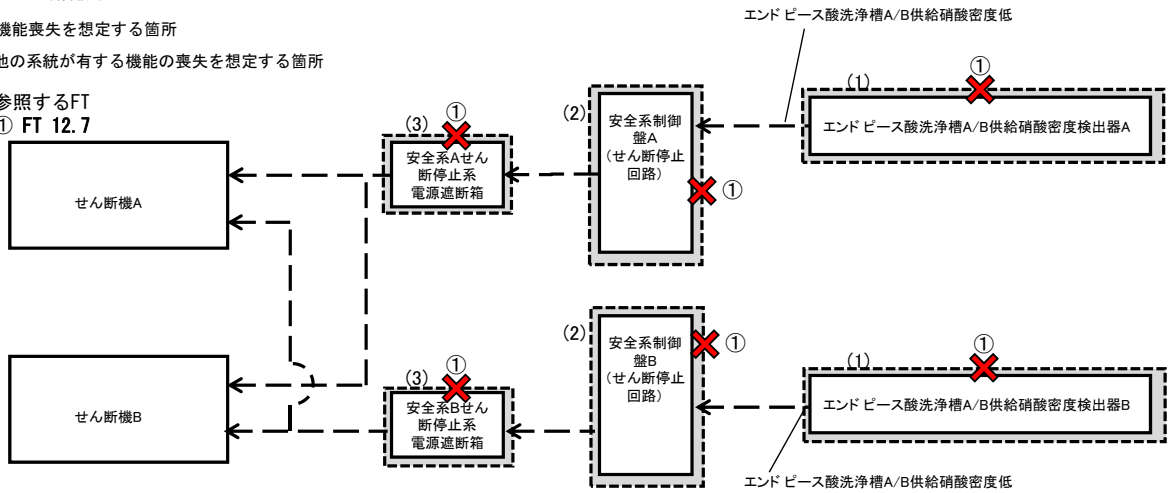 機能喪失を想定する箇所
他の系統が有する機能の喪失を想定する箇所
参照するFT
① FT 12.7
エンドピース酸洗浄槽A/B供給硝酸密度低
(1)
①
エンドピース酸洗浄槽A/B供給硝酸密度検出器A
(2)
安全系制御
盤A
(せん断停止
回路)
①
(3)
①
安全系Aせん
断停止系
電源遮断箱
せん断機A
(2)
安全系制御
盤B
(せん断停止
回路)
①
(1)
①
エンドピース酸洗浄槽A/B供給硝酸密度検出器B
(3)
①
安全系Bせん
断停止系
電源遮断箱
せん断機B
エンドピース酸洗浄槽A/B供給硝酸密度低